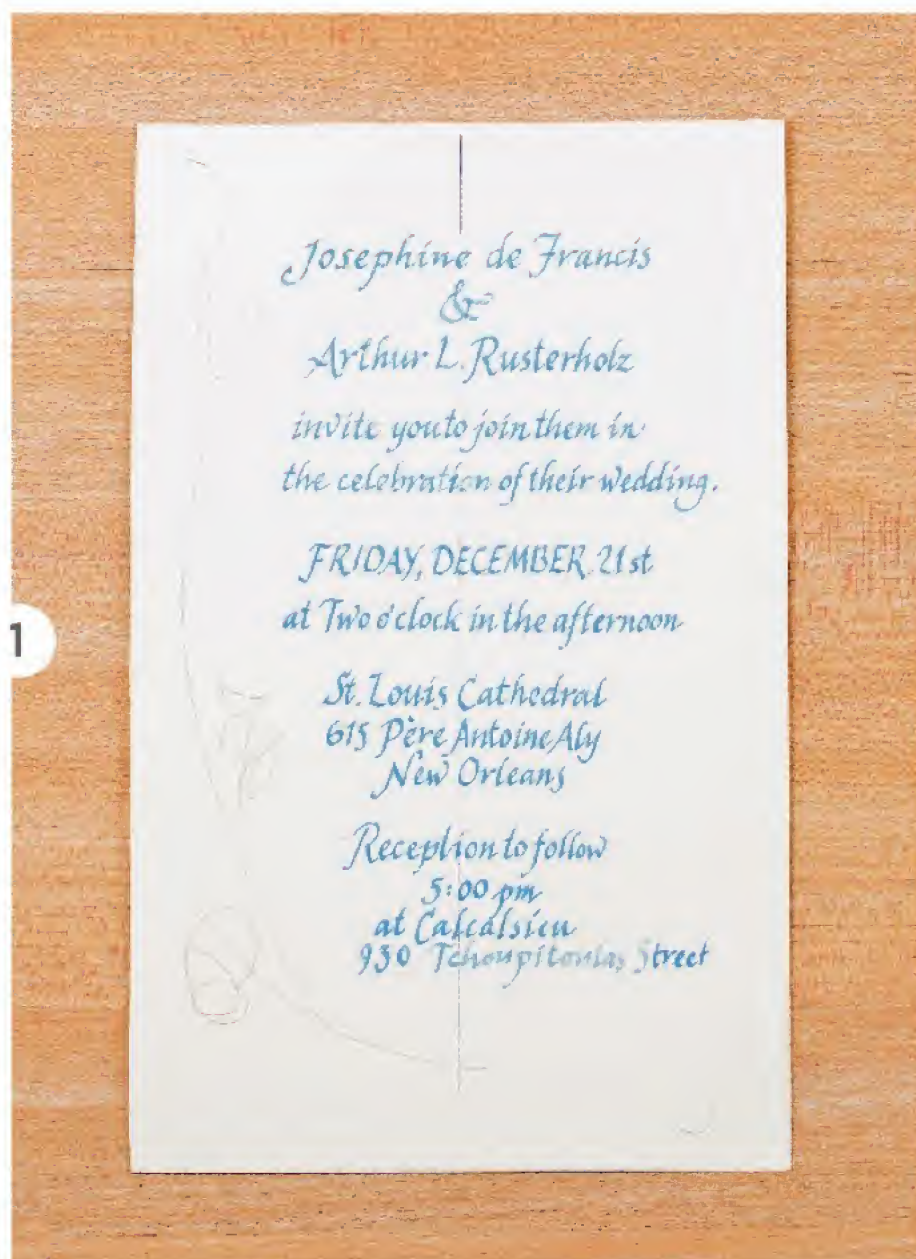 Josephine de Francis
&
Arthur L. Rusterholz
invite you to join them in
the celebration of their wedding.
FRIDAY, DECEMBER 21st
at Two o'clock in the afternoon
1
St. Louis Cathedral
615 Père Antoine Aly
New Orleans
Reception to follow
5:00 pm
at Calcalsieu
930 Tchoupitoulas Street